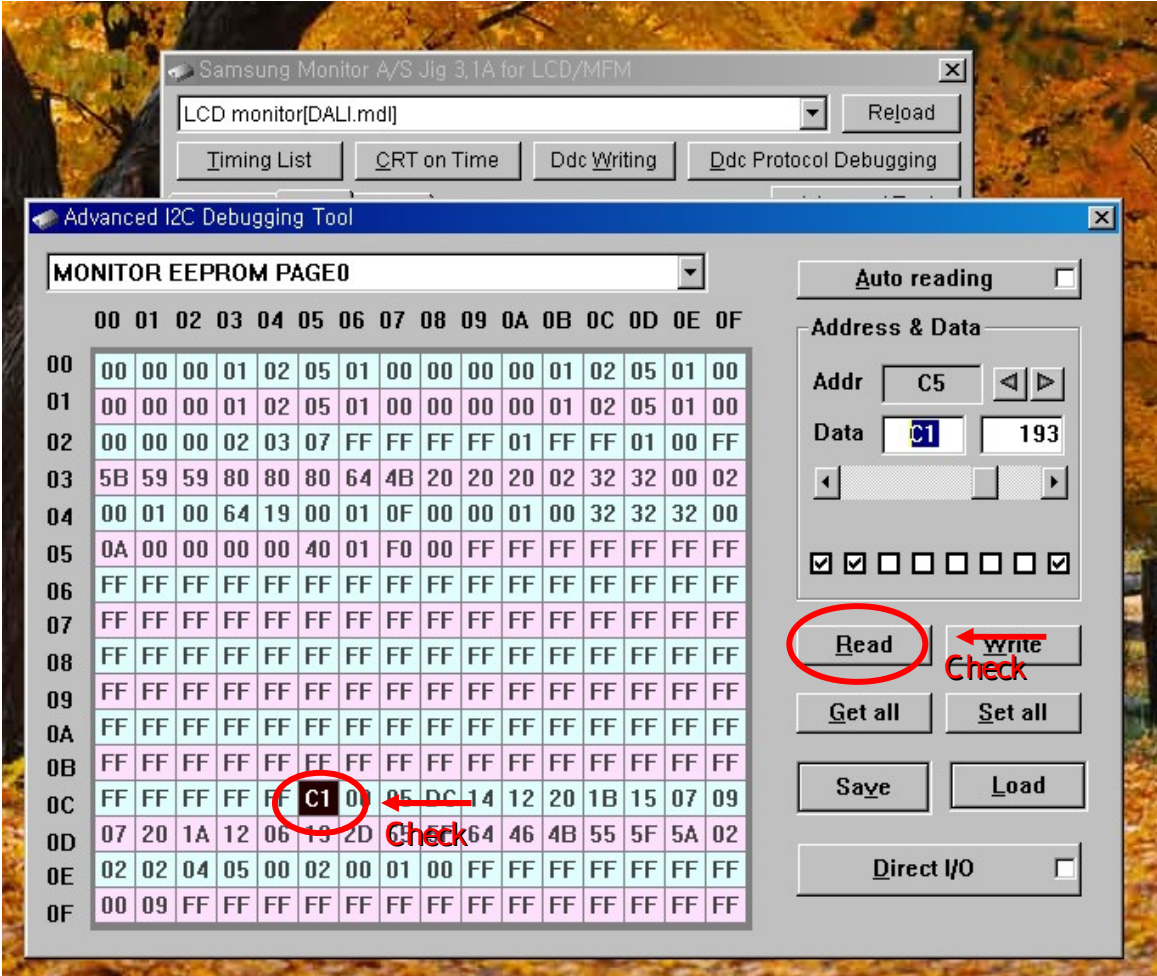 Samsung Monitor A/S Jig 3,1A for LCD/MFM
LCD monitor[DALI.mdl]
Reload
Timing List CRT on Time Ddc Writing Ddc Protocol Debugging
Advanced I2C Debugging Tool
MONITOR EEPROM PAGE0
Auto reading
00 01 02 03 04 05 06 07 08 09 0A 0B 0C 0D 0E 0F
00 00 00 00 01 02 05 01 00 00 00 00 01 02 05 01 00
01 00 00 00 01 02 05 01 00 00 00 00 01 02 05 01 00
02 00 00 00 02 03 07 FF FF FF FF 01 FF FF 01 00 FF
03 5B 59 59 80 80 80 64 4B 20 20 20 02 32 32 00 02
04 00 01 00 64 19 00 01 0F 00 00 01 00 32 32 32 00
05 0A 00 00 00 00 40 01 F0 00 FF FF FF FF FF FF FF
06 FF FF FF FF FF FF FF FF FF FF FF FF FF FF FF FF
07 FF FF FF FF FF FF FF FF FF FF FF FF FF FF FF FF
08 FF FF FF FF FF FF FF FF FF FF FF FF FF FF FF FF
09 FF FF FF FF FF FF FF FF FF FF FF FF FF FF FF FF
0A FF FF FF FF FF FF FF FF FF FF FF FF FF FF FF FF
0B FF FF FF FF FF FF FF FF FF FF FF FF FF FF FF FF
0C FF FF FF FF FF C1 00 05 DC 14 12 20 1B 15 07 09
0D 07 20 1A 12 06 13 2D 64 46 4B 55 5F 5A 02
0E 02 02 04 05 00 02 00 01 00 FF FF FF FF FF FF FF
0F 00 09 FF FF FF FF FF FF FF FF FF FF FF FF FF FF
Check
Address & Data
Addr C5
Data C1 193
Read Write
Check
Get all Set all
Save Load
Direct I/O